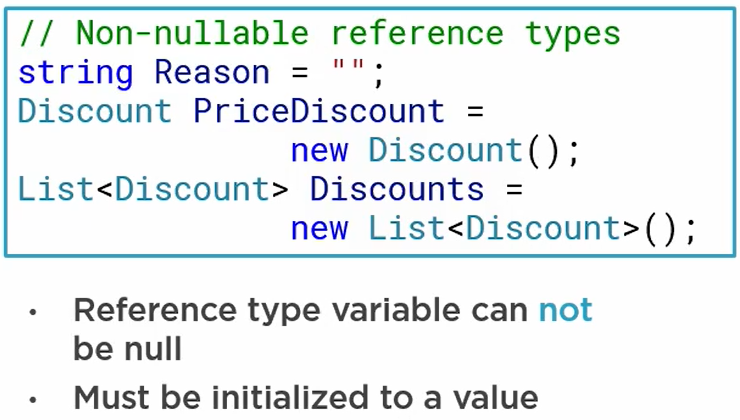 // Non-nullable reference types
string Reason = "";
Discount PriceDiscount =
new Discount();
List<Discount> Discounts =
new List<Discount>();
• Reference type variable can not
be null
• Must be initialized to a value